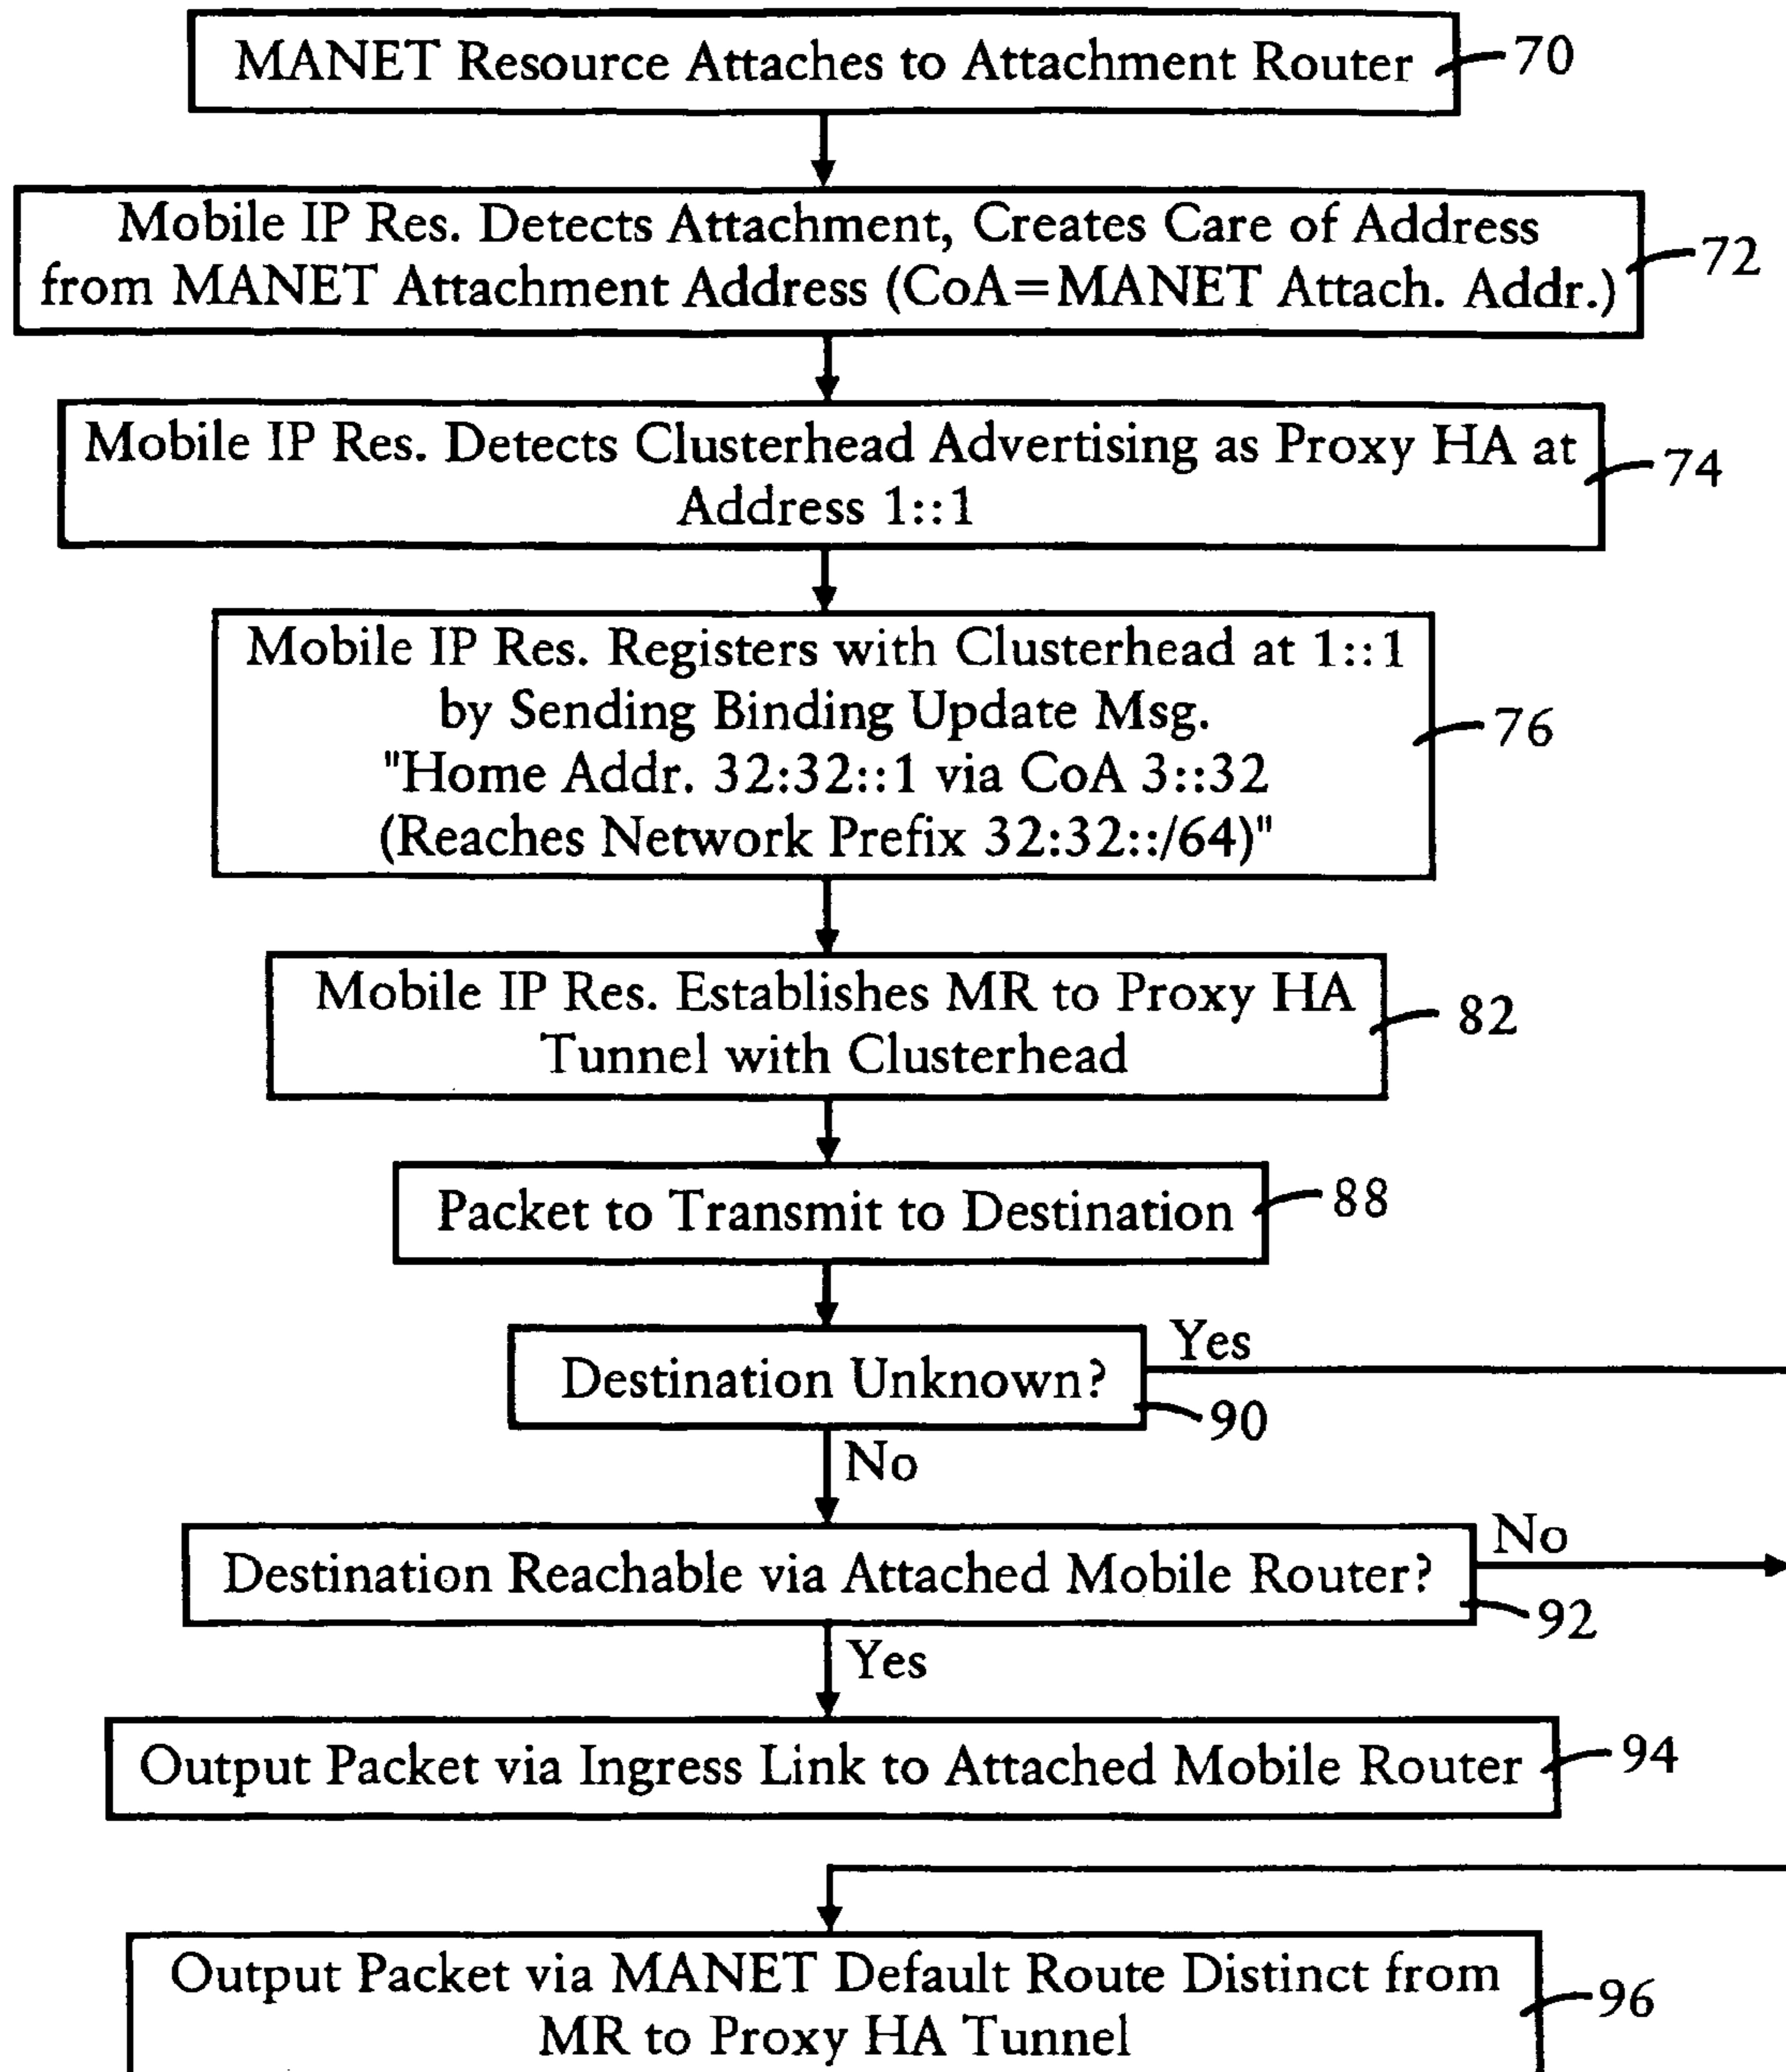 MANET Resource Attaches to Attachment Router
70
Mobile IP Res. Detects Attachment, Creates Care of Address
from MANET Attachment Address (CoA=MANET Attach. Addr.)
72
Mobile IP Res. Detects Clusterhead Advertising as Proxy HA at
Address 1::1
74
Mobile IP Res. Registers with Clusterhead at 1::1
by Sending Binding Update Msg.
"Home Addr. 32:32::1 via CoA 3::32
(Reaches Network Prefix 32:32::/64)"
76
Mobile IP Res. Establishes MR to Proxy HA
Tunnel with Clusterhead
82
Packet to Transmit to Destination
88
Destination Unknown?
Yes
90
No
Destination Reachable via Attached Mobile Router?
No
92
Yes
Output Packet via Ingress Link to Attached Mobile Router
94
Output Packet via MANET Default Route Distinct from
MR to Proxy HA Tunnel
96